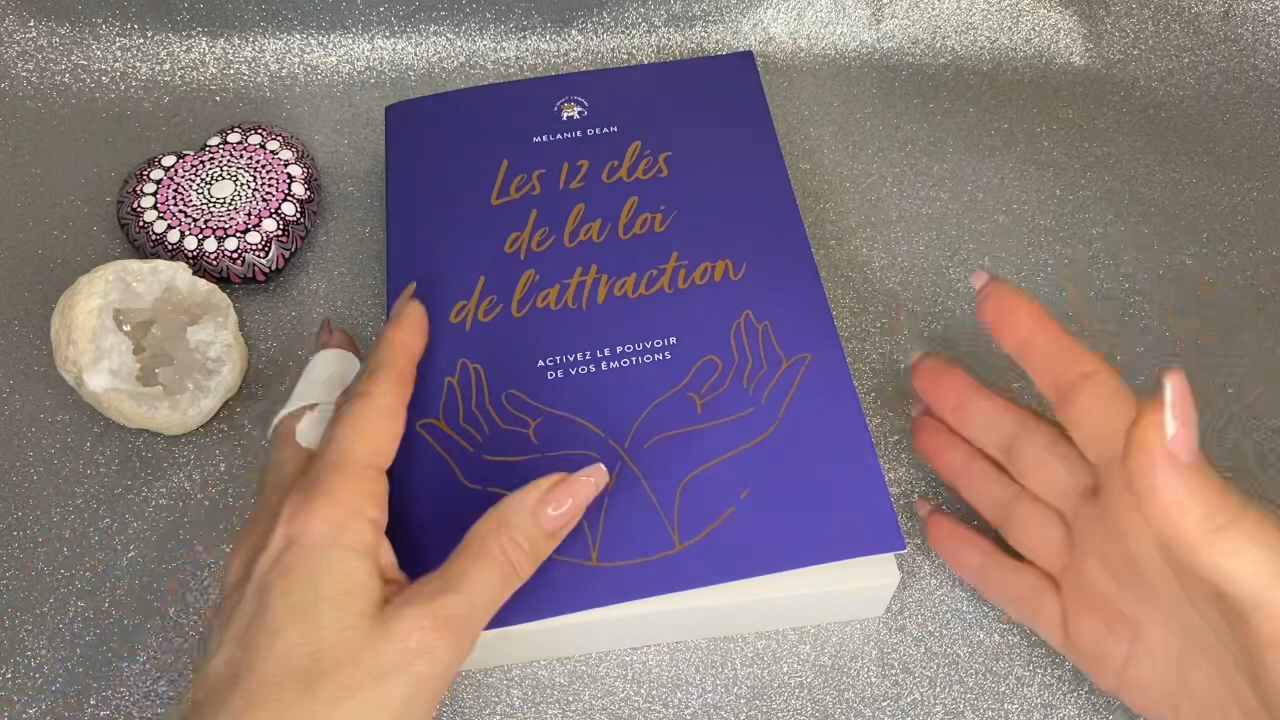 MELANIE DEAN
Les 12 clés
de la loi
de l'attraction
ACTIVEZ LE POUVOIR
DE VOS ÉMOTIONS